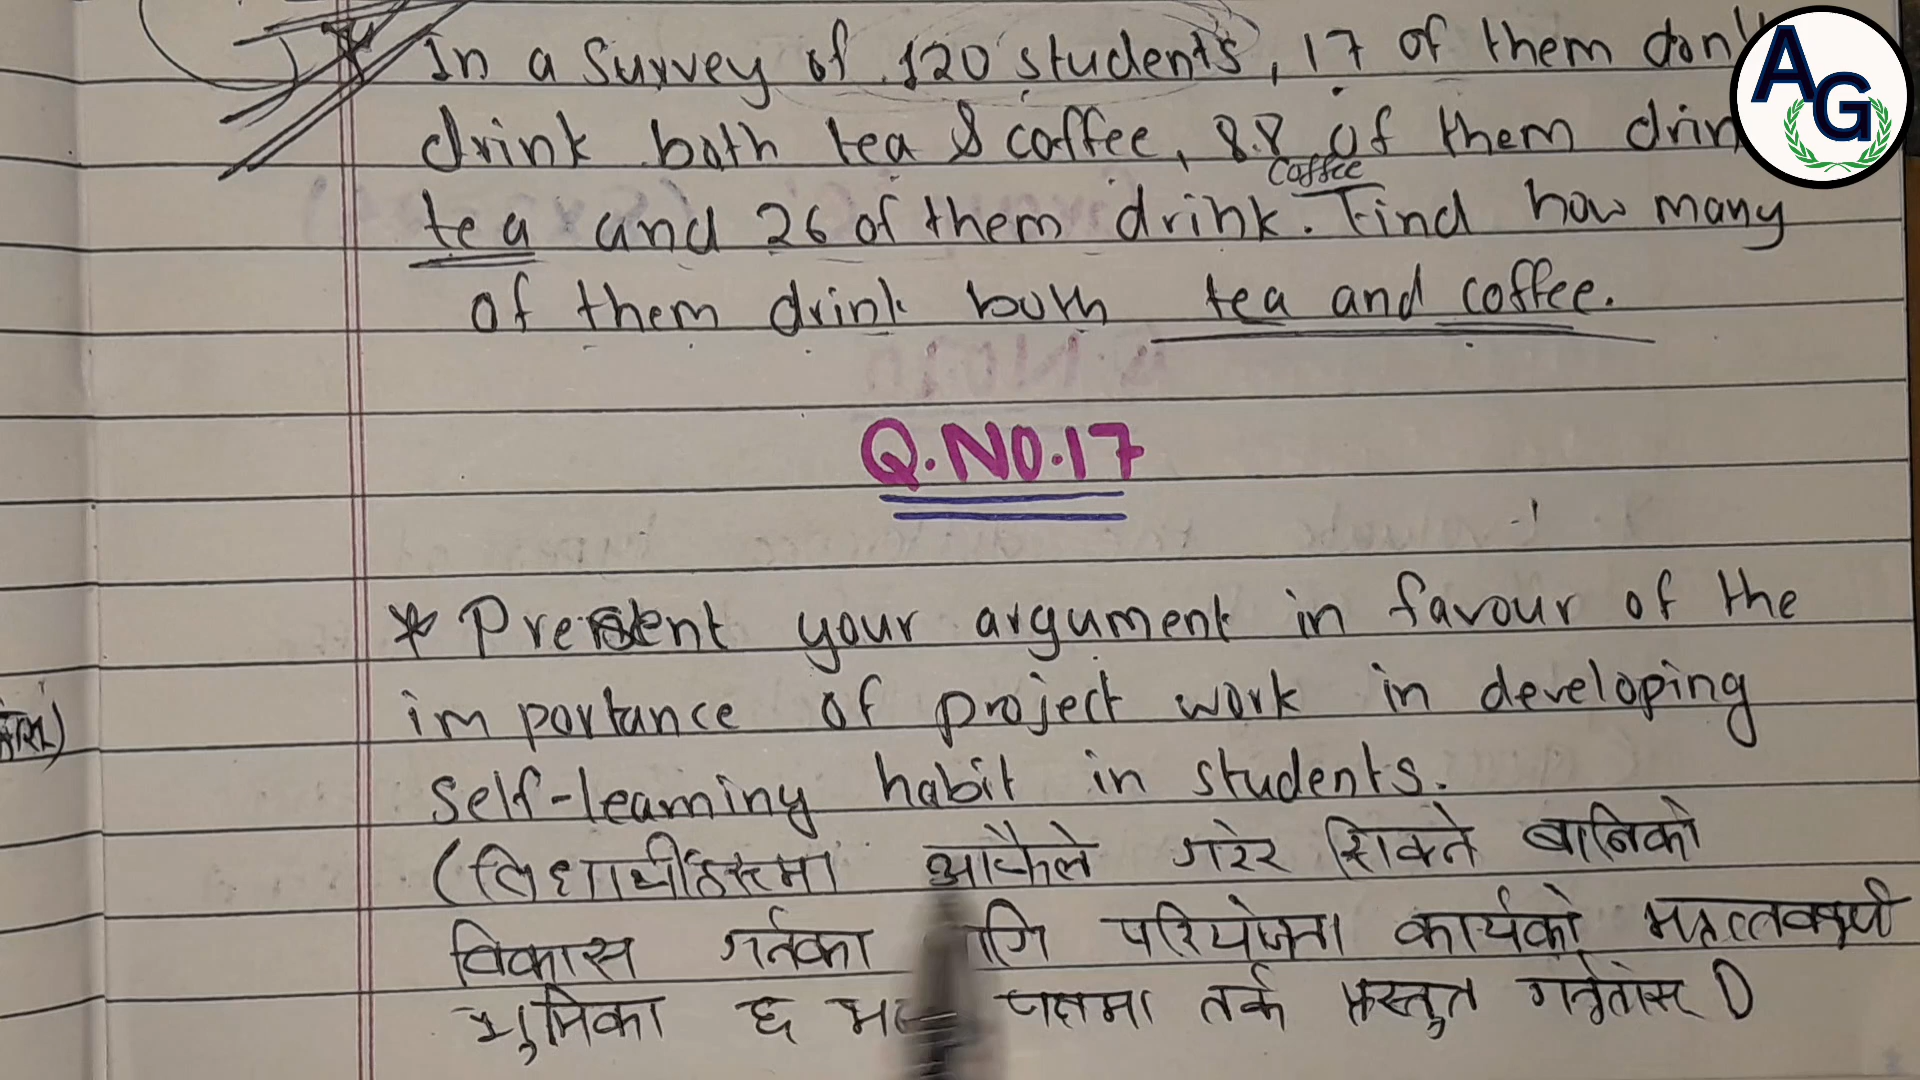 In a survey of 120 students, 17 of them don't
drink both tea & coffee, 88 of them drin
coffee
tea and 26 of them drink. Find how many
of them drink both tea and coffee.
Q.NO.17
* Present your argument in favour of the
importance of project work in developing
self-learning habit in students.
(विद्यार्थीहरूमा आफैले गरेर सिक्ने बानिको
विकास गर्नका परियोजना कार्यको महत्वपूर्ण
भुमिका छ पक्षमा तर्क प्रस्तुत गर्नुहोस्)
AG